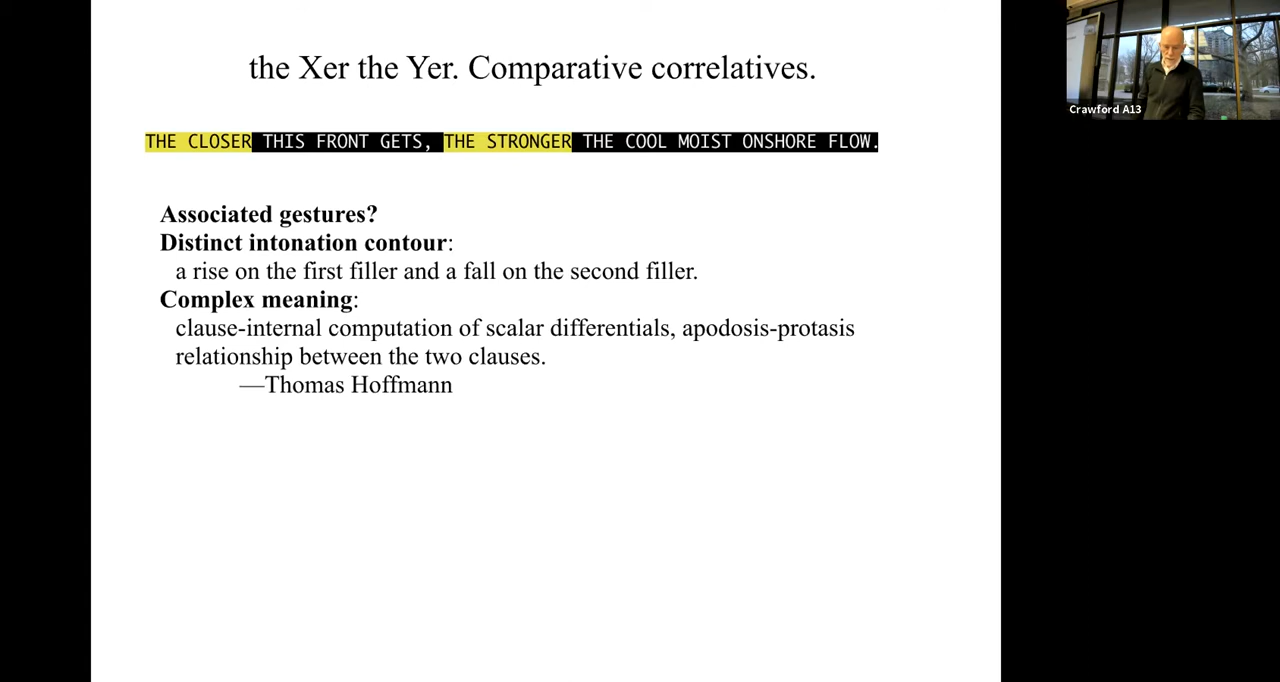 the Xer the Yer. Comparative correlatives.
THE CLOSER THIS FRONT GETS, THE STRONGER THE COOL MOIST ONSHORE FLOW.
Associated gestures?
Distinct intonation contour:
a rise on the first filler and a fall on the second filler.
Complex meaning:
clause-internal computation of scalar differentials, apodosis-protasis
relationship between the two clauses.
—Thomas Hoffmann
Crawford A13